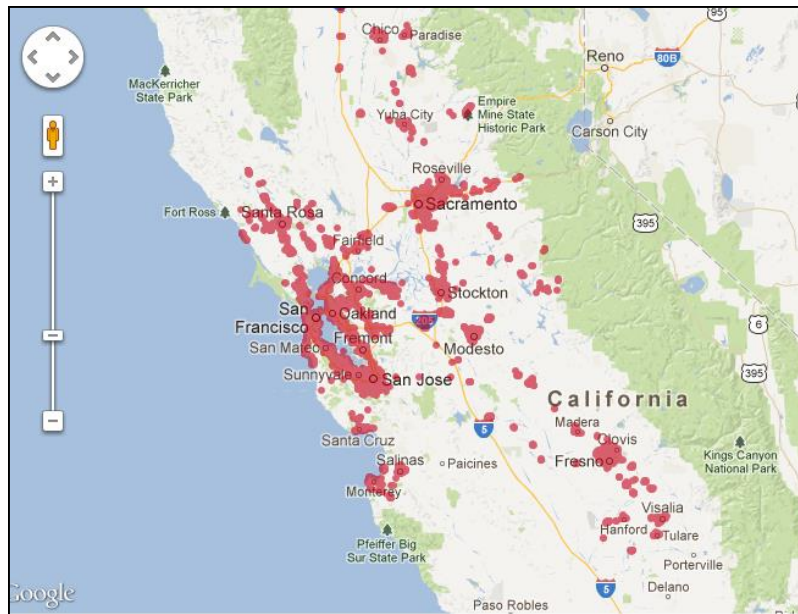 Chico
Paradise
395
Reno
80B
MacKerricher
State Park
Yuba City
Empire
Mine State
Historic Park
Carson City
Roseville
Fort Ross
Santa Rosa
Sacramento
395
Fairfield
Concord
Stockton
San
Francisco
Oakland
205
6
San Mateo
Fremont
Modesto
395
Sunnyvale
San Jose
California
Santa Cruz
5
Madera
Clovis
Salinas
Paicines
Fresno
Kings Canyon
National Park
Monterey
Visalia
Hanford
Tulare
Pfeiffer Big
Sur State Park
Porterville
5
Delano
Google
Paso Robles